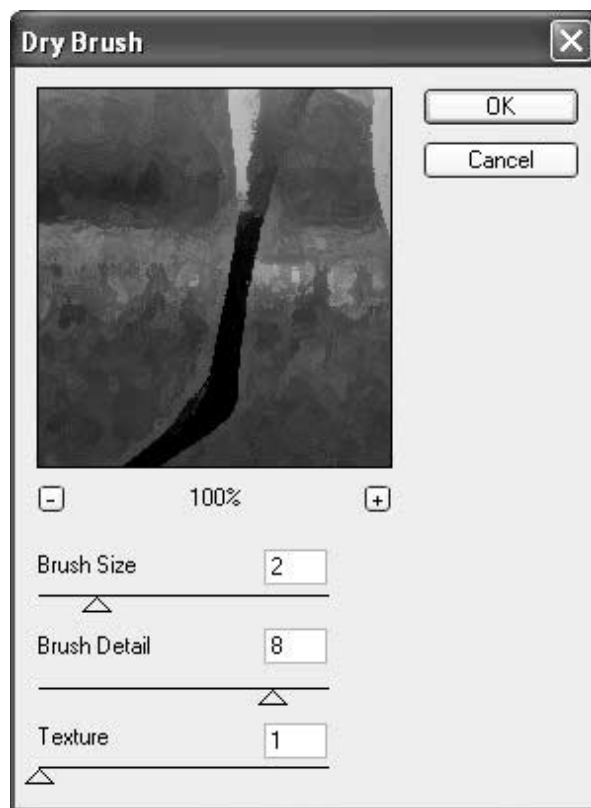 Dry Brush
OK
Cancel
- 100% +
Brush Size 2
Brush Detail 8
Texture 1